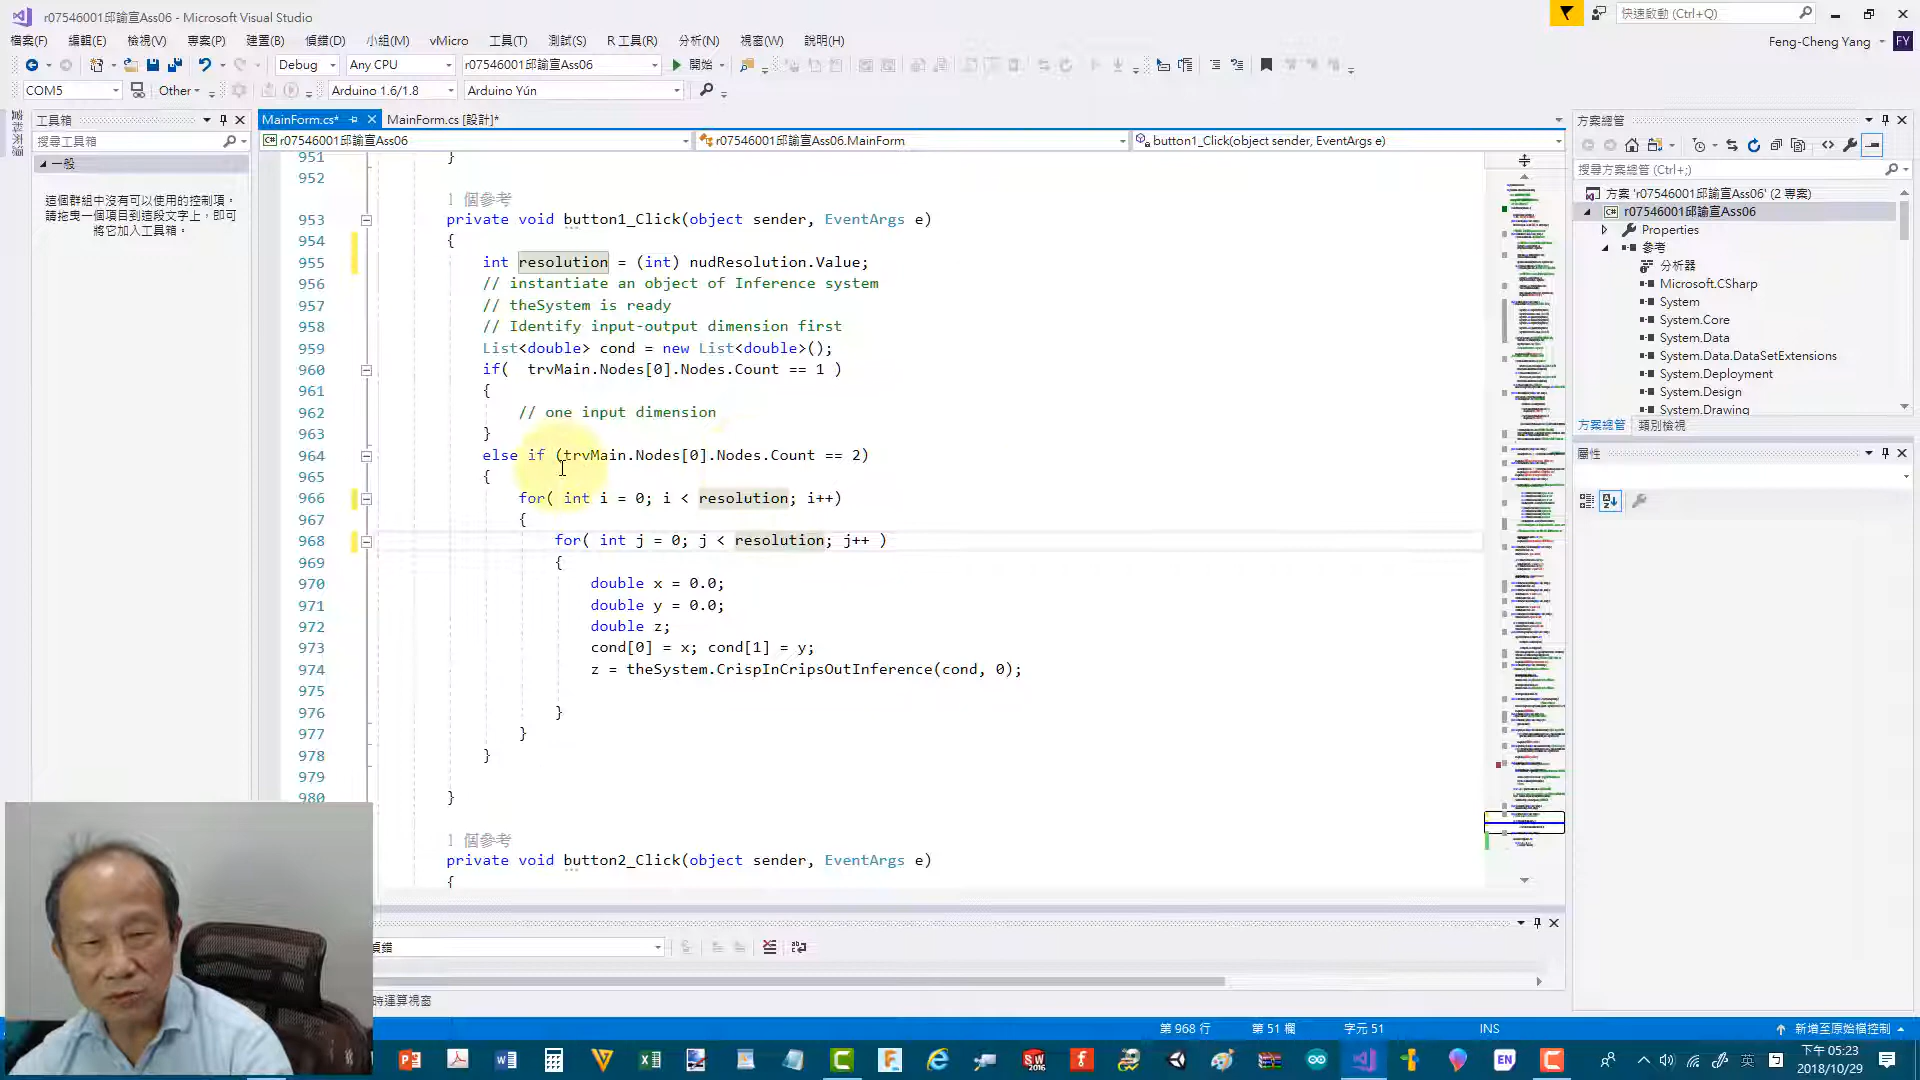 r07546001邱諭宣Ass06 - Microsoft Visual Studio
快速啟動 (Ctrl+Q)
檔案(F) 編輯(E) 檢視(V) 專案(P) 建置(B) 偵錯(D) 小組(M) vMicro 工具(T) 測試(S) R 工具(R) 分析(N) 視窗(W) 說明(H)
Feng-Cheng Yang FY
Debug Any CPU r07546001邱諭宣Ass06 開始
COM5 Other Arduino 1.6/1.8 Arduino Yún
工具箱
搜尋工具箱
一般
這個群組中沒有可以使用的控制項。
請拖曳一個項目到這段文字上，即可
將它加入工具箱。
MainForm.cs* MainForm.cs [設計]*
r07546001邱諭宣Ass06 r07546001邱諭宣Ass06.MainForm button1_Click(object sender, EventArgs e)
951 }
952
1 個參考
953 private void button1_Click(object sender, EventArgs e)
954 {
955 int resolution = (int) nudResolution.Value;
956 // instantiate an object of Inference system
957 // theSystem is ready
958 // Identify input-output dimension first
959 List<double> cond = new List<double>();
960 if(  trvMain.Nodes[0].Nodes.Count == 1 )
961 {
962 // one input dimension
963 }
964 else if (trvMain.Nodes[0].Nodes.Count == 2)
965 {
966 for( int i = 0; i < resolution; i++)
967 {
968 for( int j = 0; j < resolution; j++ )
969 {
970 double x = 0.0;
971 double y = 0.0;
972 double z;
973 cond[0] = x; cond[1] = y;
974 z = theSystem.CrispInCripsOutInference(cond, 0);
975
976 }
977 }
978 }
979
980 }
1 個參考
private void button2_Click(object sender, EventArgs e)
{
方案總管
搜尋方案總管 (Ctrl+;)
方案 'r07546001邱諭宣Ass06' (2 專案)
r07546001邱諭宣Ass06
Properties
參考
分析器
Microsoft.CSharp
System
System.Core
System.Data
System.Data.DataSetExtensions
System.Deployment
System.Design
System.Drawing
方案總管 類別檢視
屬性
偵錯
時運算視窗
第 968 行 第 51 欄 字元 51 INS 新增至原始檔控制
SW 2016 EN 英 下午 05:23
2018/10/29